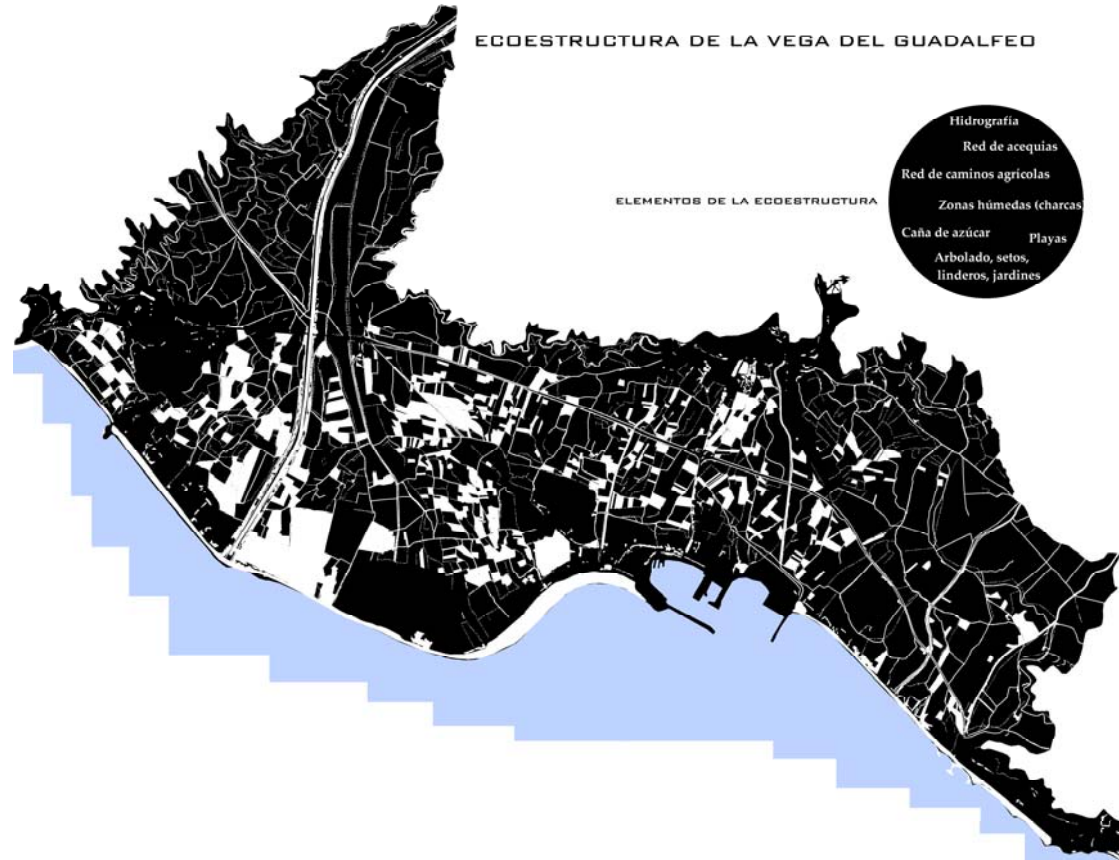 ECOESTRUCTURA DE LA VEGA DEL GUADALFEO
Hidrografía
Red de acequias
Red de caminos agrícolas
ELEMENTOS DE LA ECOESTRUCTURA
Zonas húmedas (charcas)
Caña de azúcar
Playas
Arbolado, setos,
linderos, jardines